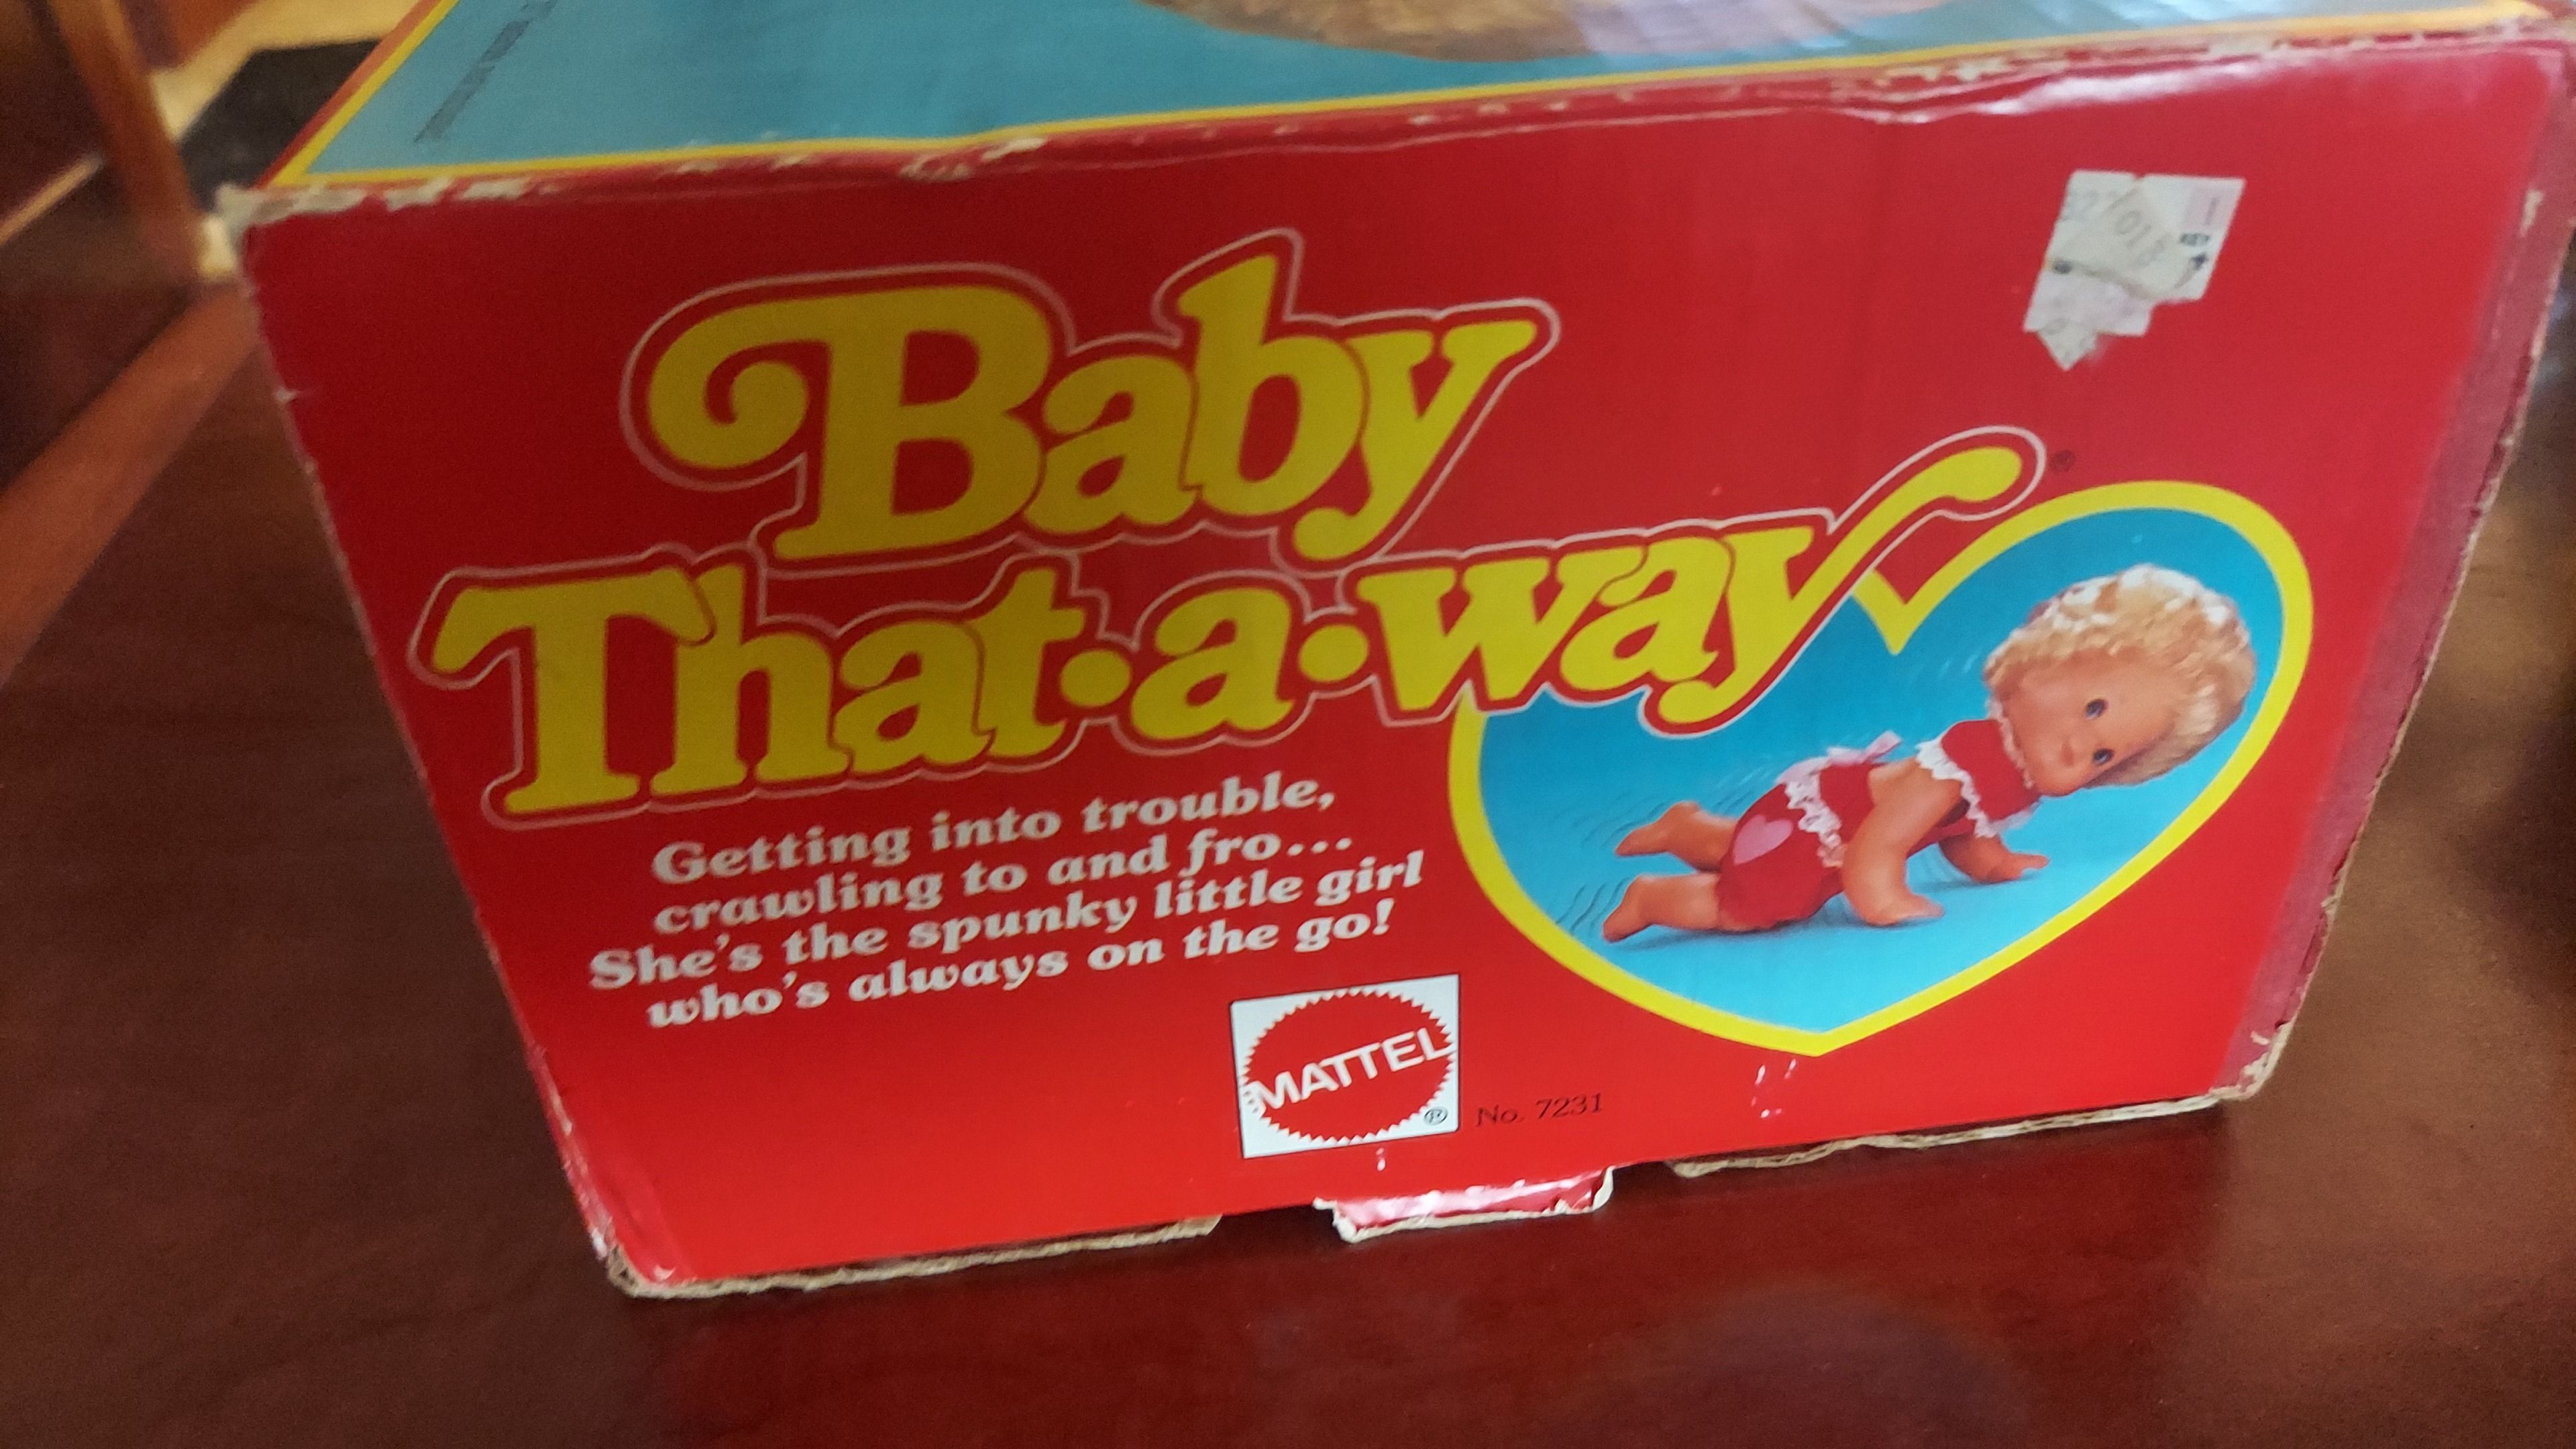 Baby
That·a·way®
Getting into trouble,
crawling to and fro...
She's the spunky little girl
who's always on the go!
MATTEL®
No. 7231